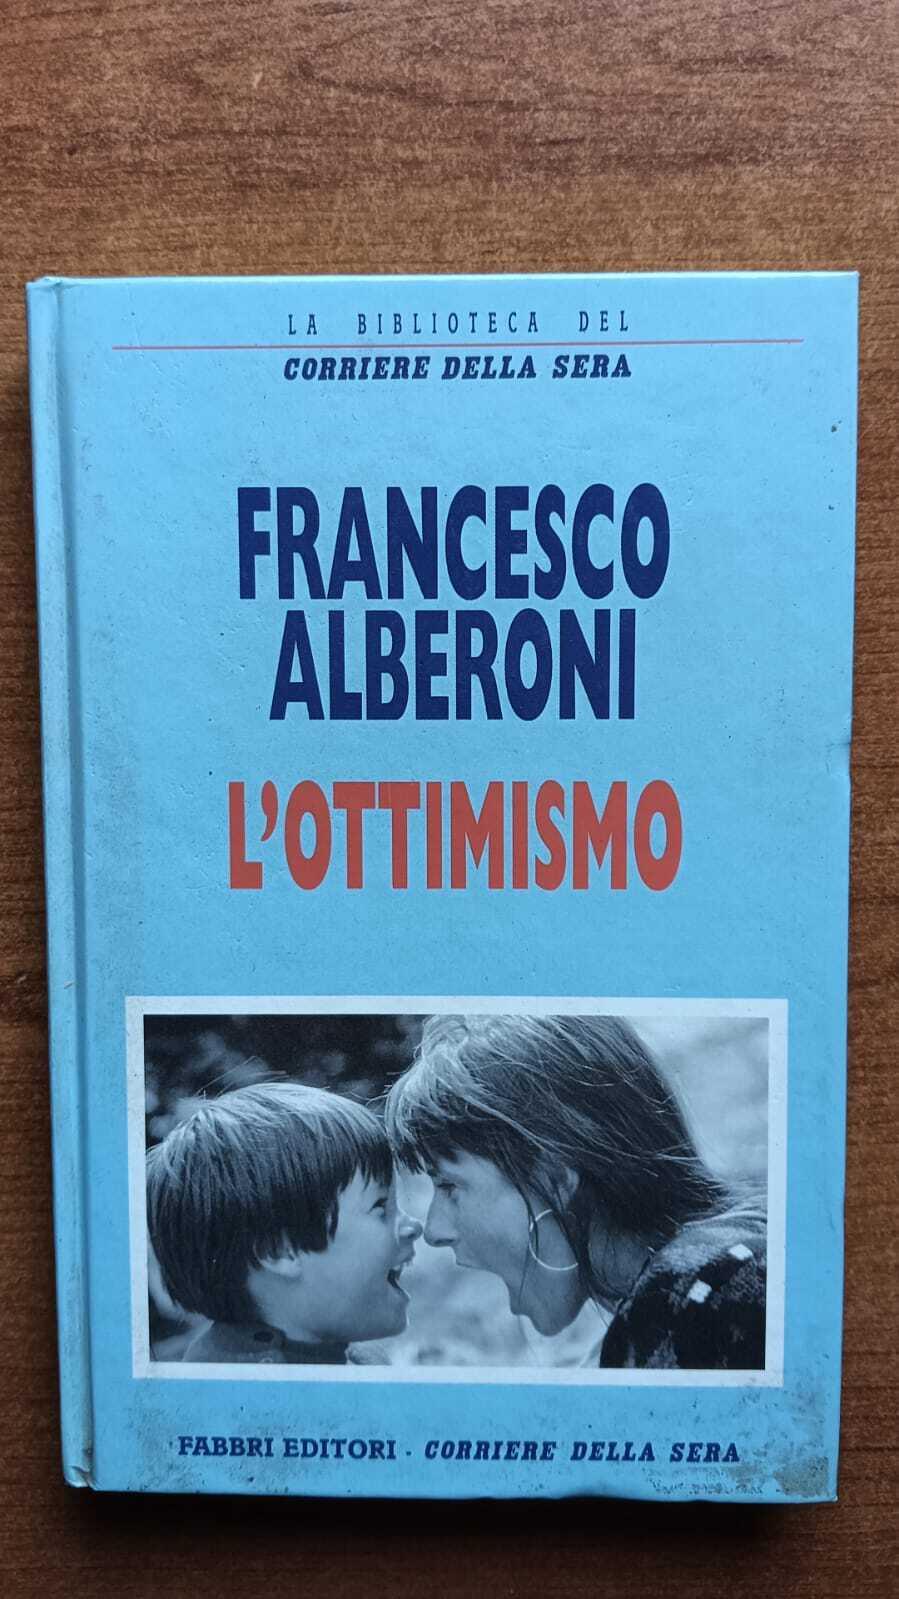 LA BIBLIOTECA DEL
CORRIERE DELLA SERA
FRANCESCO
ALBERONI
L'OTTIMISMO
FABBRI EDITORI · CORRIERE DELLA SERA